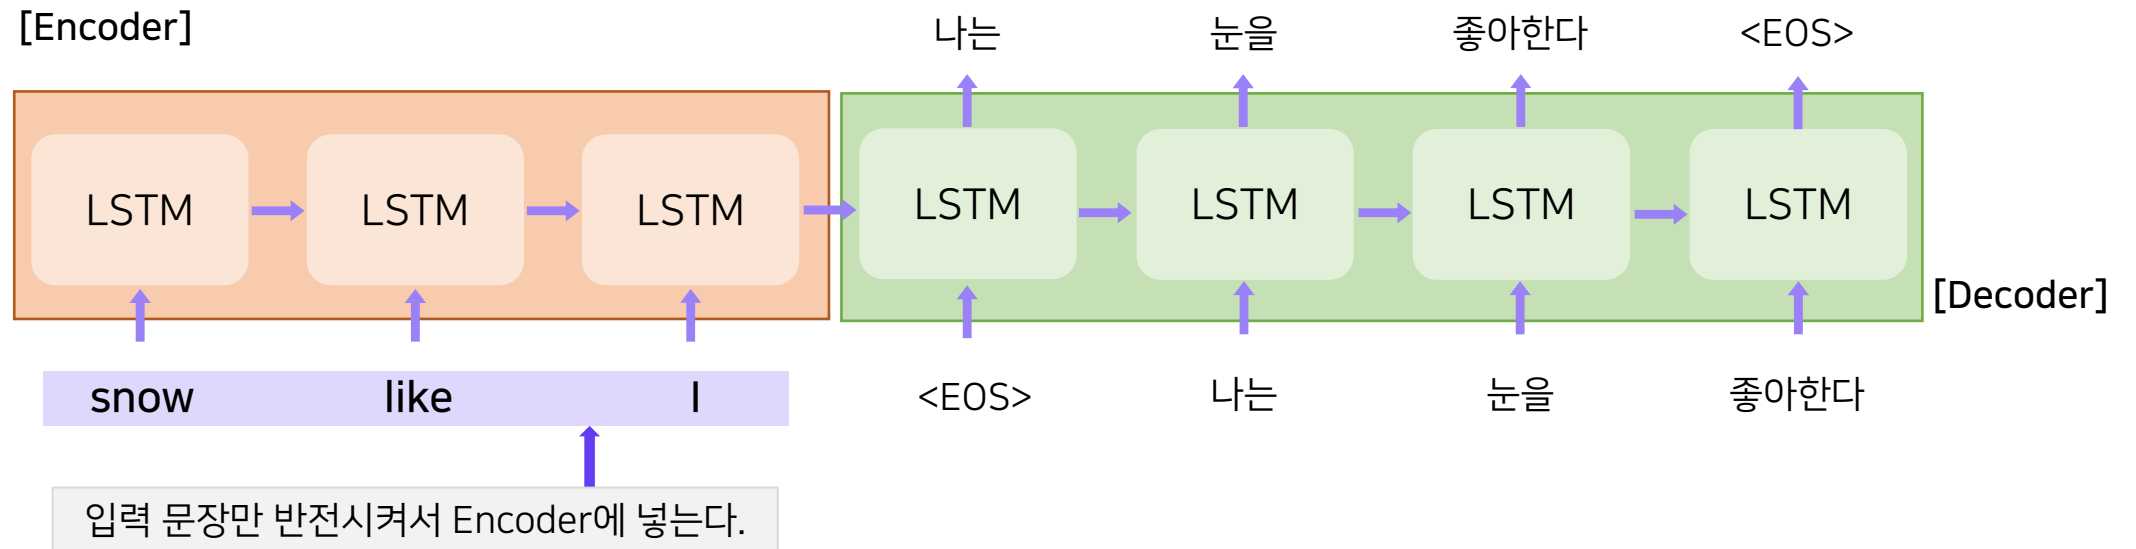 [Encoder]
나는 눈을 좋아한다 <EOS>
LSTM LSTM LSTM LSTM LSTM LSTM LSTM
[Decoder]
snow like I <EOS> 나는 눈을 좋아한다
입력 문장만 반전시켜서 Encoder에 넣는다.